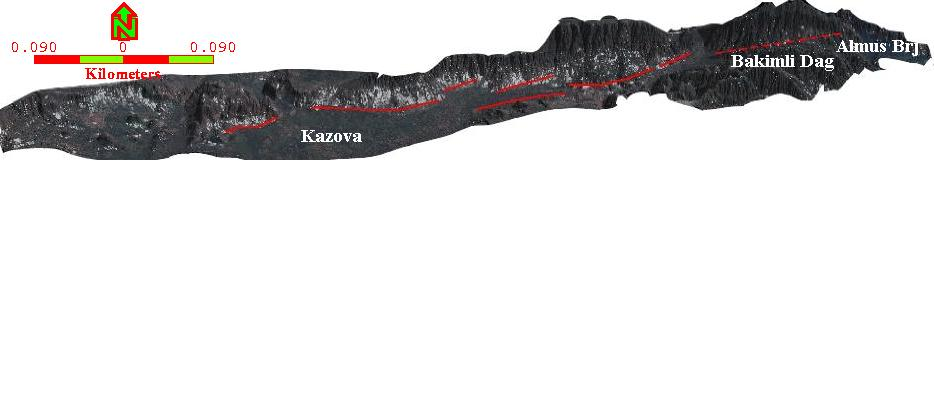 N
0.090 0 0.090
Kilometers
Almus Brj
Bakimli Dag
Kazova